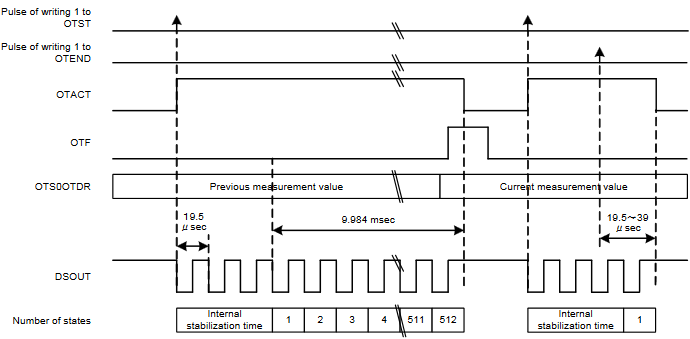 Pulse of writing 1 to
OTST
Pulse of writing 1 to
OTEND
OTACT
OTF
OTS0OTDR
Previous measurement value
Current measurement value
19.5
μsec
9.984 msec
19.5～39
μsec
DSOUT
Number of states
Internal
stabilization time
1
2
3
4
511
512
Internal
stabilization time
1